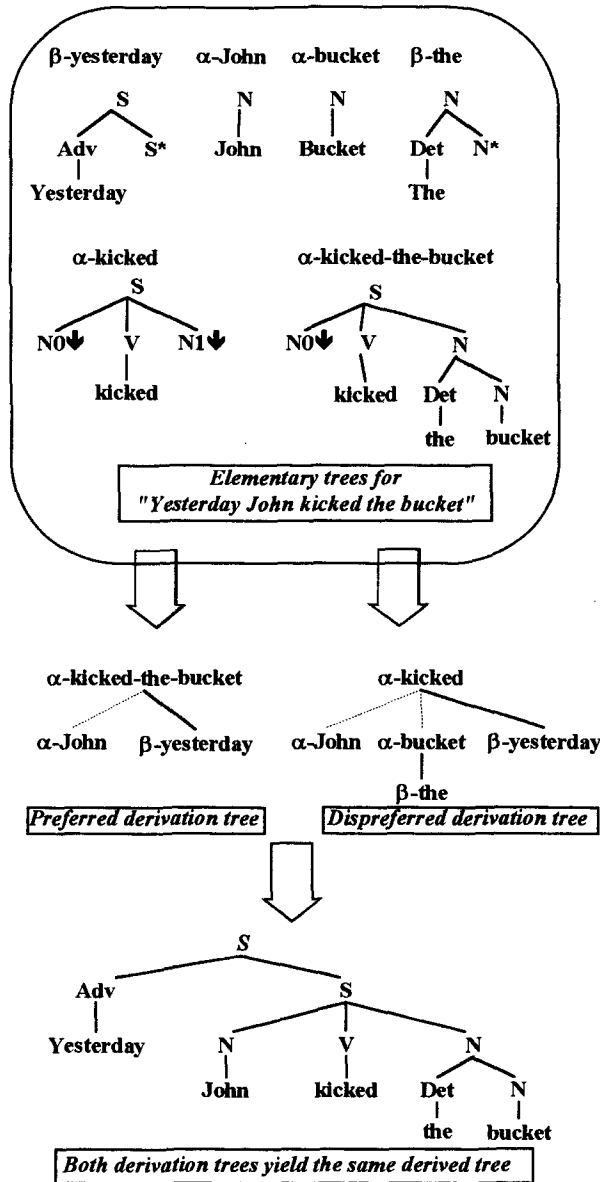 β-yesterday α-John α-bucket β-the
S N N N
Adv S* John Bucket Det N*
Yesterday The
α-kicked α-kicked-the-bucket
S S
N0↓ V N1↓ N0↓ V N
kicked kicked Det N
the bucket
Elementary trees for
"Yesterday John kicked the bucket"
α-kicked-the-bucket α-kicked
α-John β-yesterday α-John α-bucket β-yesterday
β-the
Preferred derivation tree Dispreferred derivation tree
S
Adv S
Yesterday N V N
John kicked Det N
the bucket
Both derivation trees yield the same derived tree